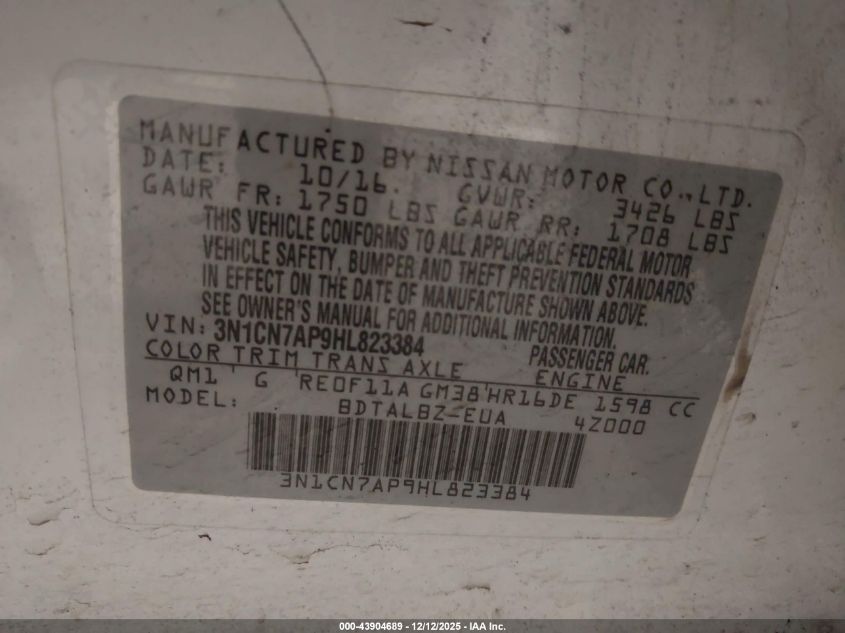 MANUFACTURED BY NISSAN MOTOR CO., LTD.
DATE: 10/16. GVWR: 3426 LBS
GAWR FR: 1750 LBS GAWR RR: 1708 LBS
THIS VEHICLE CONFORMS TO ALL APPLICABLE FEDERAL MOTOR
VEHICLE SAFETY, BUMPER AND THEFT PREVENTION STANDARDS
IN EFFECT ON THE DATE OF MANUFACTURE SHOWN ABOVE.
SEE OWNER'S MANUAL FOR ADDITIONAL INFORMATION.
VIN: 3N1CN7AP9HL823384 PASSENGER CAR.
COLOR TRIM TRANS AXLE ENGINE
QM1 ' G 'RE0F11A GM38'HR16DE 1598 CC
MODEL: BDTALBZ-EUA 4Z000
3N1CN7AP9HL823384
000-43904689 - 12/12/2025 - IAA Inc.